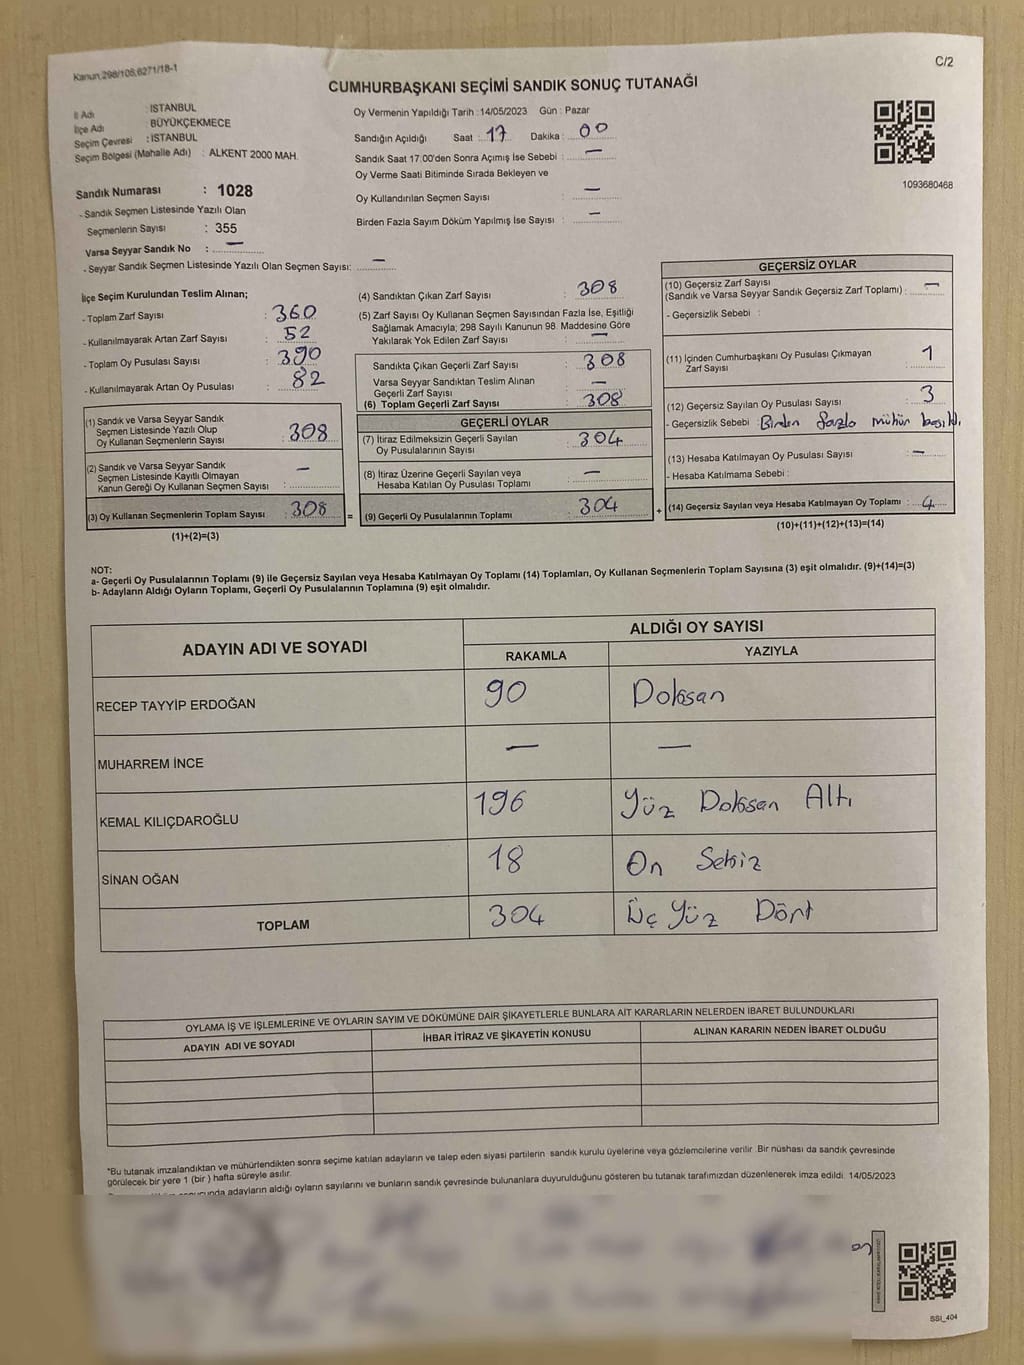 Kanun,298/105,6271/18-1
C/2
CUMHURBAŞKANI SEÇİMİ SANDIK SONUÇ TUTANAĞI
İl Adı : İSTANBUL
İlçe Adı : BÜYÜKÇEKMECE
Seçim Çevresi : İSTANBUL
Seçim Bölgesi (Mahalle Adı) : ALKENT 2000 MAH.
Sandık Numarası : 1028
- Sandık Seçmen Listesinde Yazılı Olan
Seçmenlerin Sayısı : 355
Varsa Seyyar Sandık No : —
- Seyyar Sandık Seçmen Listesinde Yazılı Olan Seçmen Sayısı: —
Oy Vermenin Yapıldığı Tarih : 14/05/2023 Gün : Pazar
Sandığın Açıldığı Saat : 17 Dakika : 00
Sandık Saat 17.00'den Sonra Açımış İse Sebebi : —
Oy Verme Saati Bitiminde Sırada Bekleyen ve
Oy Kullandırılan Seçmen Sayısı : —
Birden Fazla Sayım Döküm Yapılmış İse Sayısı : —
1093680468
İlçe Seçim Kurulundan Teslim Alınan;
- Toplam Zarf Sayısı : 360
- Kullanılmayarak Artan Zarf Sayısı : 52
- Toplam Oy Pusulası Sayısı : 390
- Kullanılmayarak Artan Oy Pusulası : 82
(1) Sandık ve Varsa Seyyar Sandık
Seçmen Listesinde Yazılı Olup
Oy Kullanan Seçmenlerin Sayısı : 308
(2) Sandık ve Varsa Seyyar Sandık
Seçmen Listesinde Kayıtlı Olmayan
Kanun Gereği Oy Kullanan Seçmen Sayısı : —
(3) Oy Kullanan Seçmenlerin Toplam Sayısı : 308 =
(1)+(2)=(3)
(4) Sandıktan Çıkan Zarf Sayısı : 308
(5) Zarf Sayısı Oy Kullanan Seçmen Sayısından Fazla İse, Eşitliği
Sağlamak Amacıyla; 298 Sayılı Kanunun 98. Maddesine Göre
Yakılarak Yok Edilen Zarf Sayısı : —
Sandıkta Çıkan Geçerli Zarf Sayısı : 308
Varsa Seyyar Sandıktan Teslim Alınan
Geçerli Zarf Sayısı : —
(6) Toplam Geçerli Zarf Sayısı : 308
GEÇERLİ OYLAR
(7) İtiraz Edilmeksizin Geçerli Sayılan
Oy Pusulasının Sayısı : 304
(8) İtiraz Üzerine Geçerli Sayılan veya
Hesaba Katılan Oy Pusulası Toplamı : —
(9) Geçerli Oy Pusulalarının Toplamı : 304 +
GEÇERSİZ OYLAR
(10) Geçersiz Zarf Sayısı
(Sandık ve Varsa Seyyar Sandık Geçersiz Zarf Toplamı) : —
- Geçersizlik Sebebi :
(11) İçinden Cumhurbaşkanı Oy Pusulası Çıkmayan
Zarf Sayısı : 1
(12) Geçersiz Sayılan Oy Pusulası Sayısı : 3
- Geçersizlik Sebebi : Birden fazla mühür basıldı.
(13) Hesaba Katılmayan Oy Pusulası Sayısı : —
- Hesaba Katılmama Sebebi :
(14) Geçersiz Sayılan veya Hesaba Katılmayan Oy Toplamı : 4
(10)+(11)+(12)+(13)=(14)
NOT:
a- Geçerli Oy Pusulalarının Toplamı (9) ile Geçersiz Sayılan veya Hesaba Katılmayan Oy Toplamı (14) Toplamları, Oy Kullanan Seçmenlerin Toplam Sayısına (3) eşit olmalıdır. (9)+(14)=(3)
b- Adayların Aldığı Oyların Toplamı, Geçerli Oy Pusulalarının Toplamına (9) eşit olmalıdır.
ADAYIN ADI VE SOYADI
ALDIĞI OY SAYISI
RAKAMLA YAZIYLA
RECEP TAYYİP ERDOĞAN 90 Doksan
MUHARREM İNCE — —
KEMAL KILIÇDAROĞLU 196 Yüz Doksan Altı
SİNAN OĞAN 18 On Sekiz
TOPLAM 304 Üç Yüz Dört
OYLAMA İŞ VE İŞLEMLERİNE VE OYLARIN SAYIM VE DÖKÜMÜNE DAİR ŞİKAYETLERLE BUNLARA AİT KARARLARIN NELERDEN İBARET BULUNDUKLARI
ADAYIN ADI VE SOYADI İHBAR İTİRAZ VE ŞİKAYETİN KONUSU ALINAN KARARIN NEDEN İBARET OLDUĞU
*Bu tutanak imzalandıktan ve mühürlendikten sonra seçime katılan adayların ve talep eden siyasi partilerin sandık kurulu üyelerine veya gözlemcilerine verilir. Bir nüshası da sandık çevresinde
görülecek bir yere 1 (bir ) hafta süreyle asılır.
adayların aldığı oyların sayılarını ve bunların sandık çevresinde bulunanlara duyurulduğunu gösteren bu tutanak tarafımızdan düzenlenerek imza edildi. 14/05/2023
SSI_404